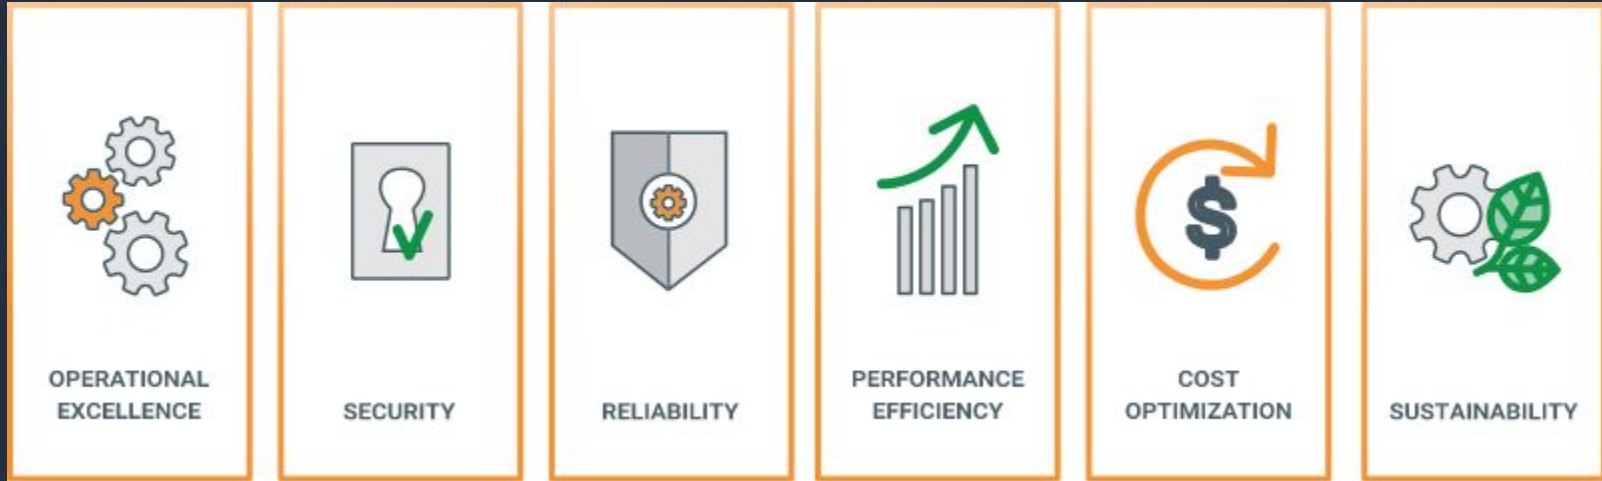 OPERATIONAL
EXCELLENCE
SECURITY
RELIABILITY
PERFORMANCE
EFFICIENCY
COST
OPTIMIZATION
SUSTAINABILITY